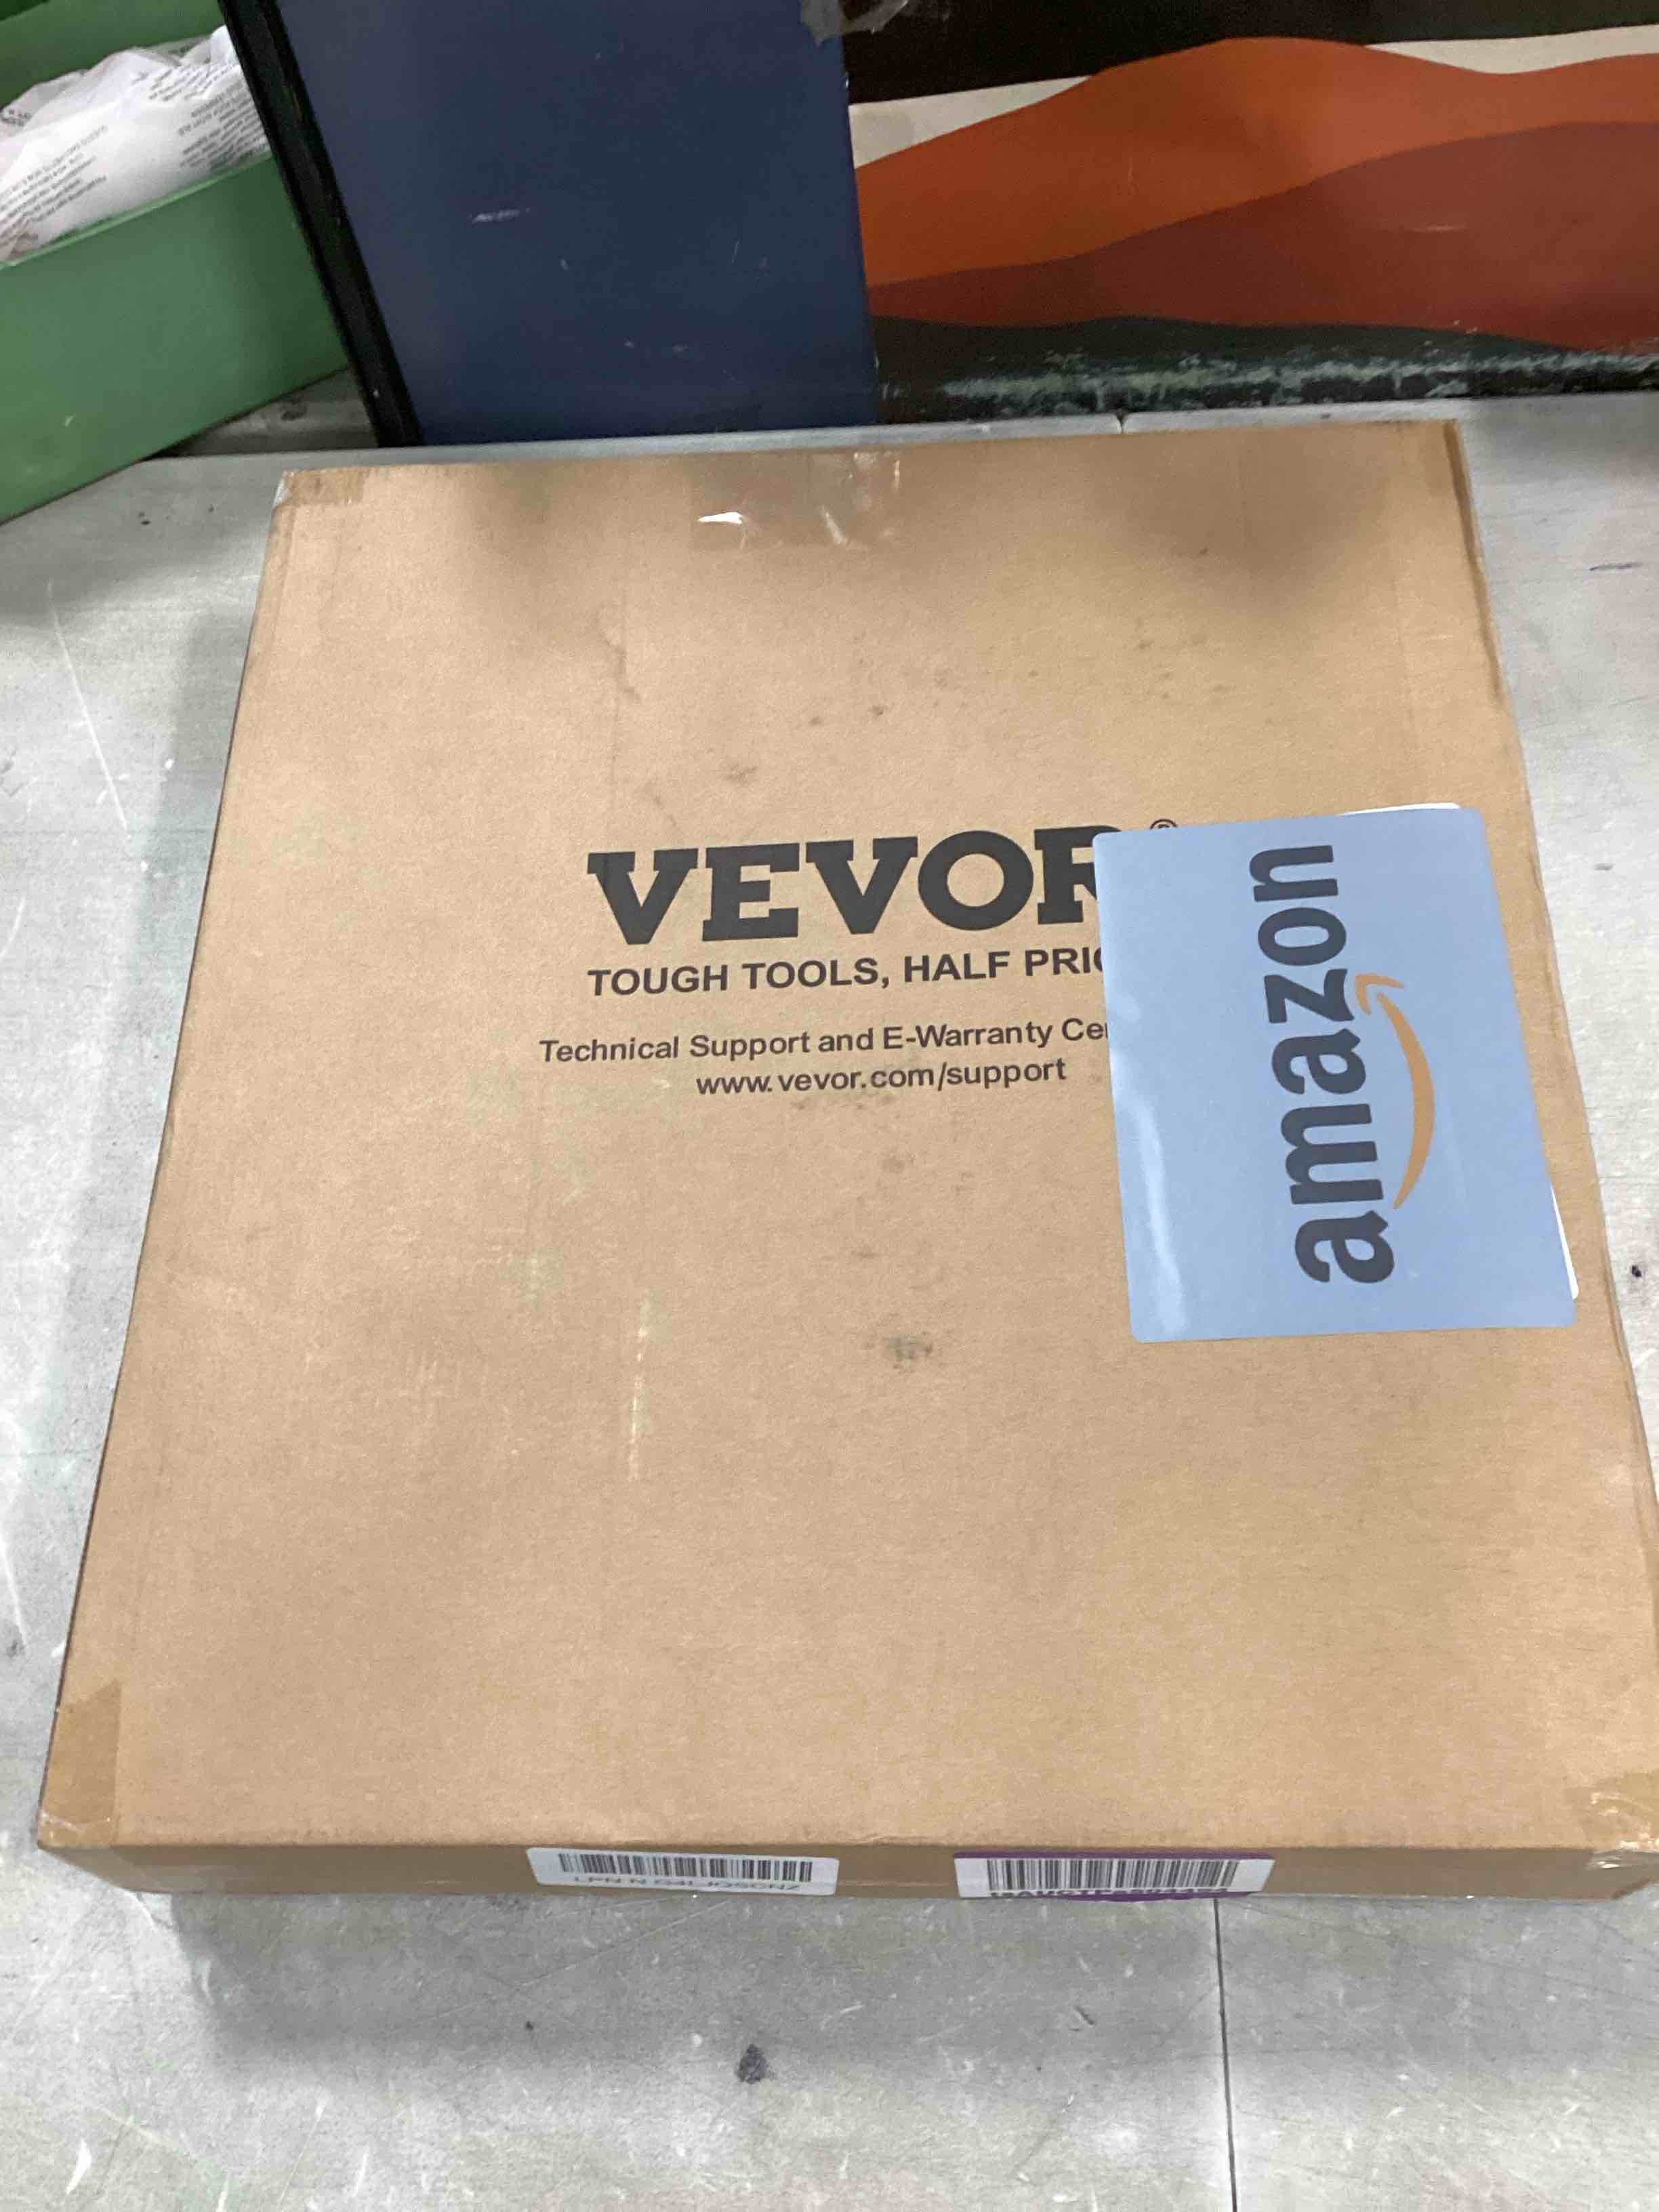 VEVOR®
TOUGH TOOLS, HALF PRI
Technical Support and E-Warranty Ce
www.vevor.com/support
amazon